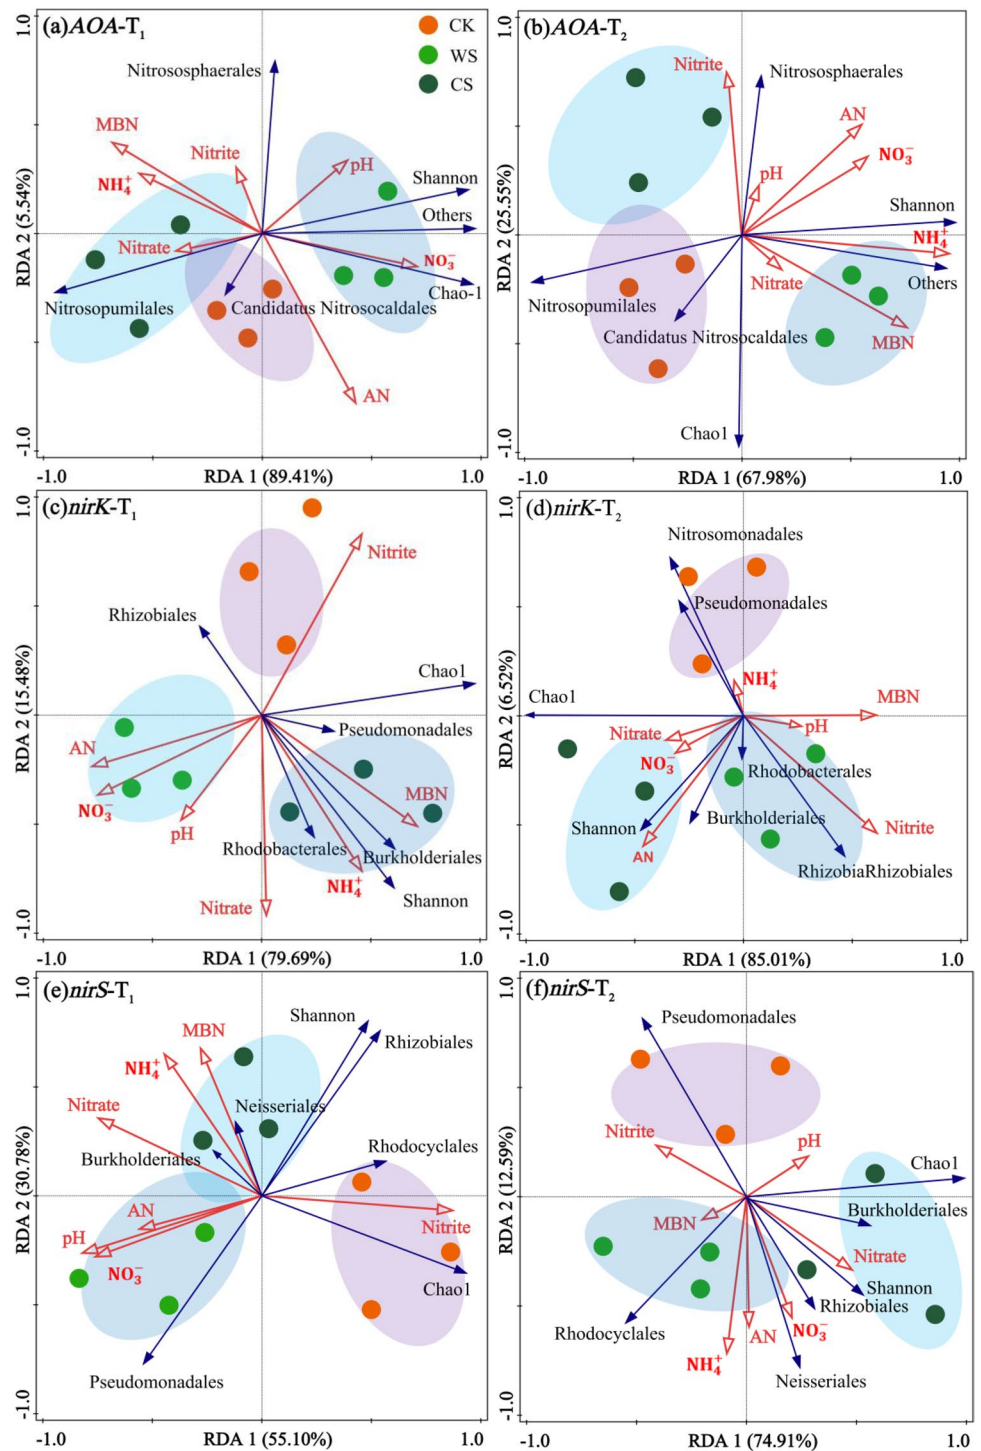 (a)AOA-T1
CK
WS
CS
1.0
Nitrososphaerales
MBN
Nitrite
NH4+
pH
Shannon
Others
Nitrate
NO3−
Chao-1
Nitrosopumilales
Candidatus Nitrosocaldales
AN
RDA 2 (5.54%)
-1.0
-1.0
RDA 1 (89.41%)
1.0
(b)AOA-T2
1.0
Nitrite
Nitrososphaerales
AN
NO3−
pH
Shannon
NH4+
Nitrate
Others
Nitrosopumilales
Candidatus Nitrosocaldales
MBN
Chao1
RDA 2 (25.55%)
-1.0
-1.0
RDA 1 (67.98%)
1.0
(c)nirK-T1
1.0
Nitrite
Rhizobiales
Chao1
Pseudomonadales
AN
NO3−
pH
MBN
Rhodobacterales
Burkholderiales
NH4+
Shannon
Nitrate
RDA 2 (15.48%)
-1.0
-1.0
RDA 1 (79.69%)
1.0
(d)nirK-T2
1.0
Nitrosomonadales
Pseudomonadales
NH4+
MBN
Chao1
pH
Nitrate
NO3−
Rhodobacterales
Burkholderiales
Shannon
Nitrite
AN
RhizobiaRhizobiales
RDA 2 (6.52%)
-1.0
-1.0
RDA 1 (85.01%)
1.0
(e)nirS-T1
1.0
Shannon
MBN
Rhizobiales
NH4+
Nitrate
Neisseriales
Rhodocyclales
Burkholderiales
AN
Nitrite
pH
NO3−
Chao1
Pseudomonadales
RDA 2 (30.78%)
-1.0
-1.0
RDA 1 (55.10%)
1.0
(f)nirS-T2
1.0
Pseudomonadales
Nitrite
pH
Chao1
MBN
Burkholderiales
Nitrate
Shannon
Rhizobiales
Rhodocyclales
AN
NO3−
NH4+
Neisseriales
RDA 2 (12.59%)
-1.0
-1.0
RDA 1 (74.91%)
1.0